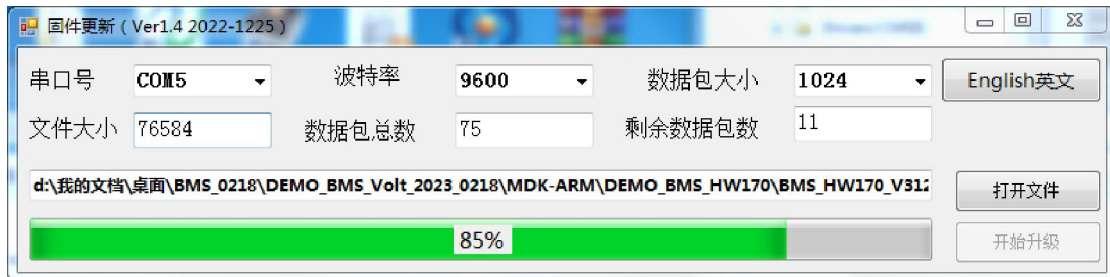 固件更新 ( Ver1.4 2022-1225 )
串口号 COM5 波特率 9600 数据包大小 1024 English英文
文件大小 76584 数据包总数 75 剩余数据包数 11
d:\我的文档\桌面\BMS_0218\DEMO_BMS_Volt_2023_0218\MDK-ARM\DEMO_BMS_HW170\BMS_HW170_V312 打开文件
85% 开始升级